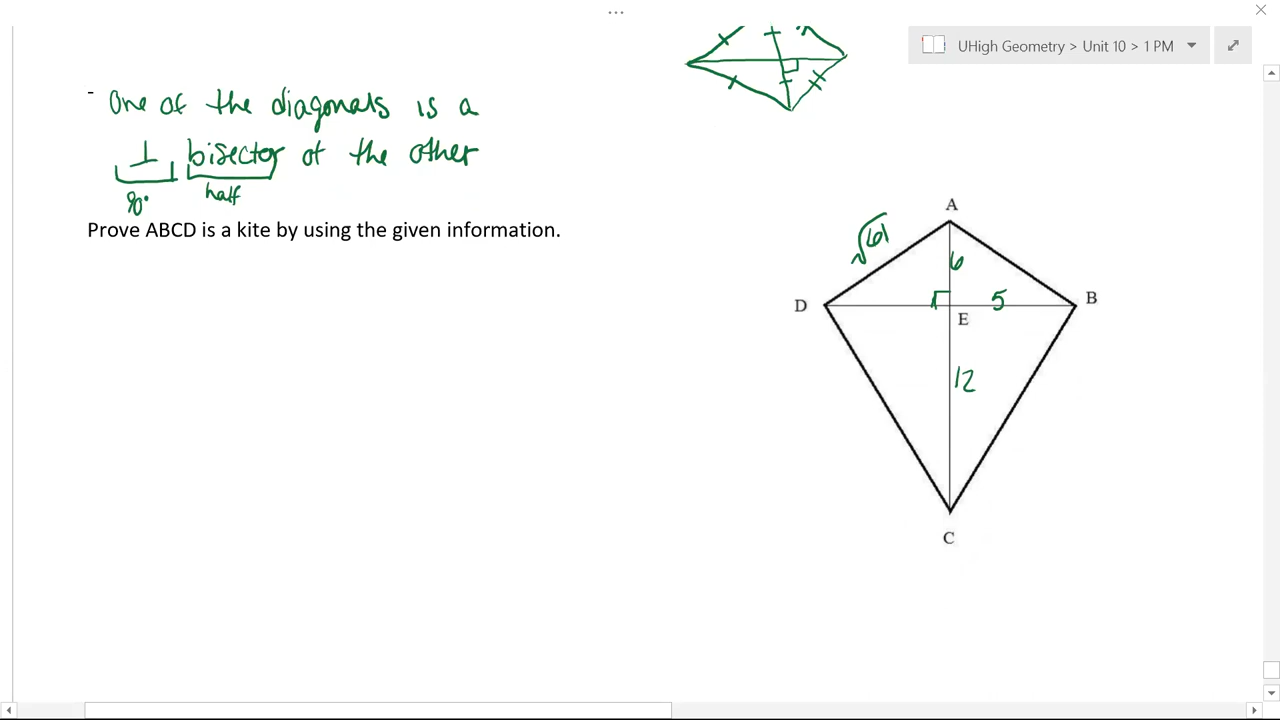 UHigh Geometry > Unit 10 > 1 PM
- One of the diagonals is a
⊥ bisector of the other
90° half
Prove ABCD is a kite by using the given information.
A
√61
6
D
5
B
E
12
C